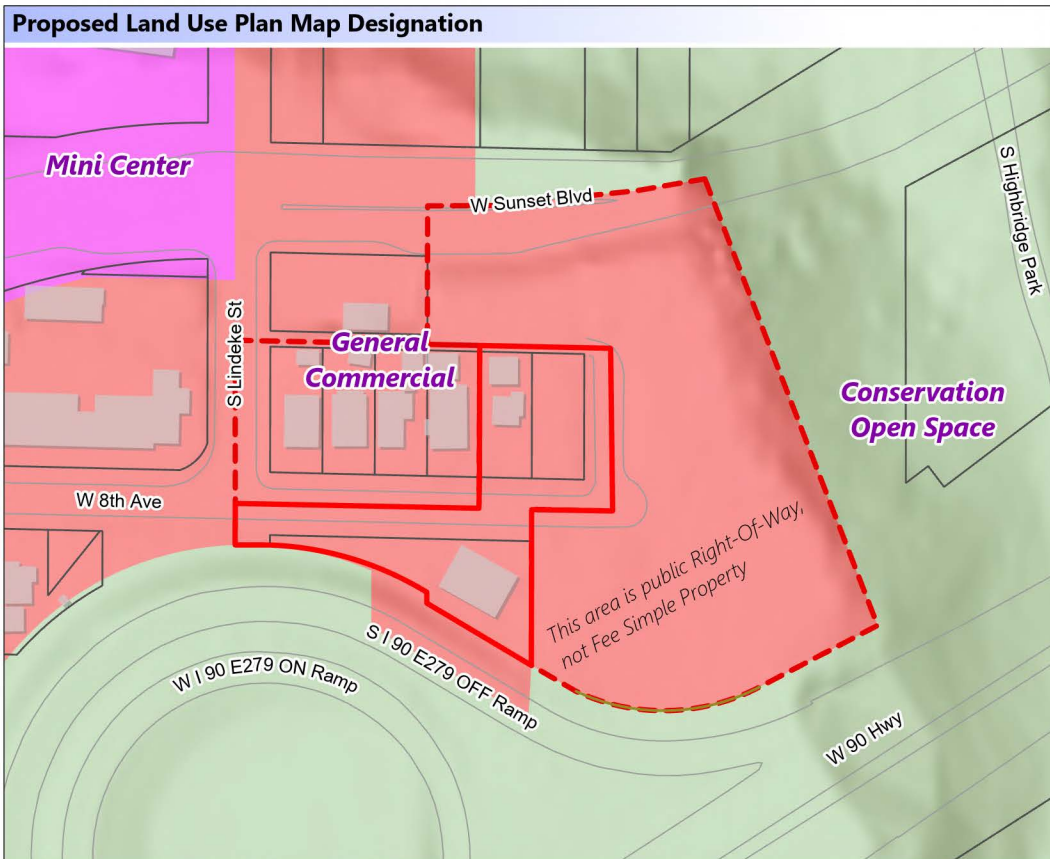 Proposed Land Use Plan Map Designation
Mini Center
W Sunset Blvd
S Highbridge Park
S Lindeke St
General
Commercial
Conservation
Open Space
W 8th Ave
This area is public Right-Of-Way,
not Fee Simple Property
S I 90 E279 OFF Ramp
W I 90 E279 ON Ramp
W 90 Hwy